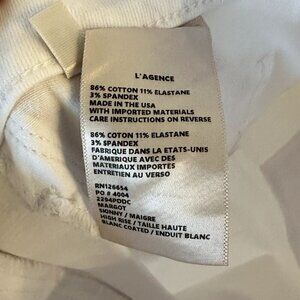 L'AGENCE
86% COTTON 11% ELASTANE
3% SPANDEX
MADE IN THE USA
WITH IMPORTED MATERIALS
CARE INSTRUCTIONS ON REVERSE
86% COTON 11% ELASTANE
3% SPANDEX
FABRIQUE DANS LA ETATS-UNIS
D'AMERIQUE AVEC DES
MATERIAUX IMPORTES
ENTRETIEN AU VERSO
RN126654
PO # 4004
2294PODC
MARGOT
SKINNY / MAIGRE
HIGH RISE / TAILLE HAUTE
BLANC COATED / ENDUIT BLANC